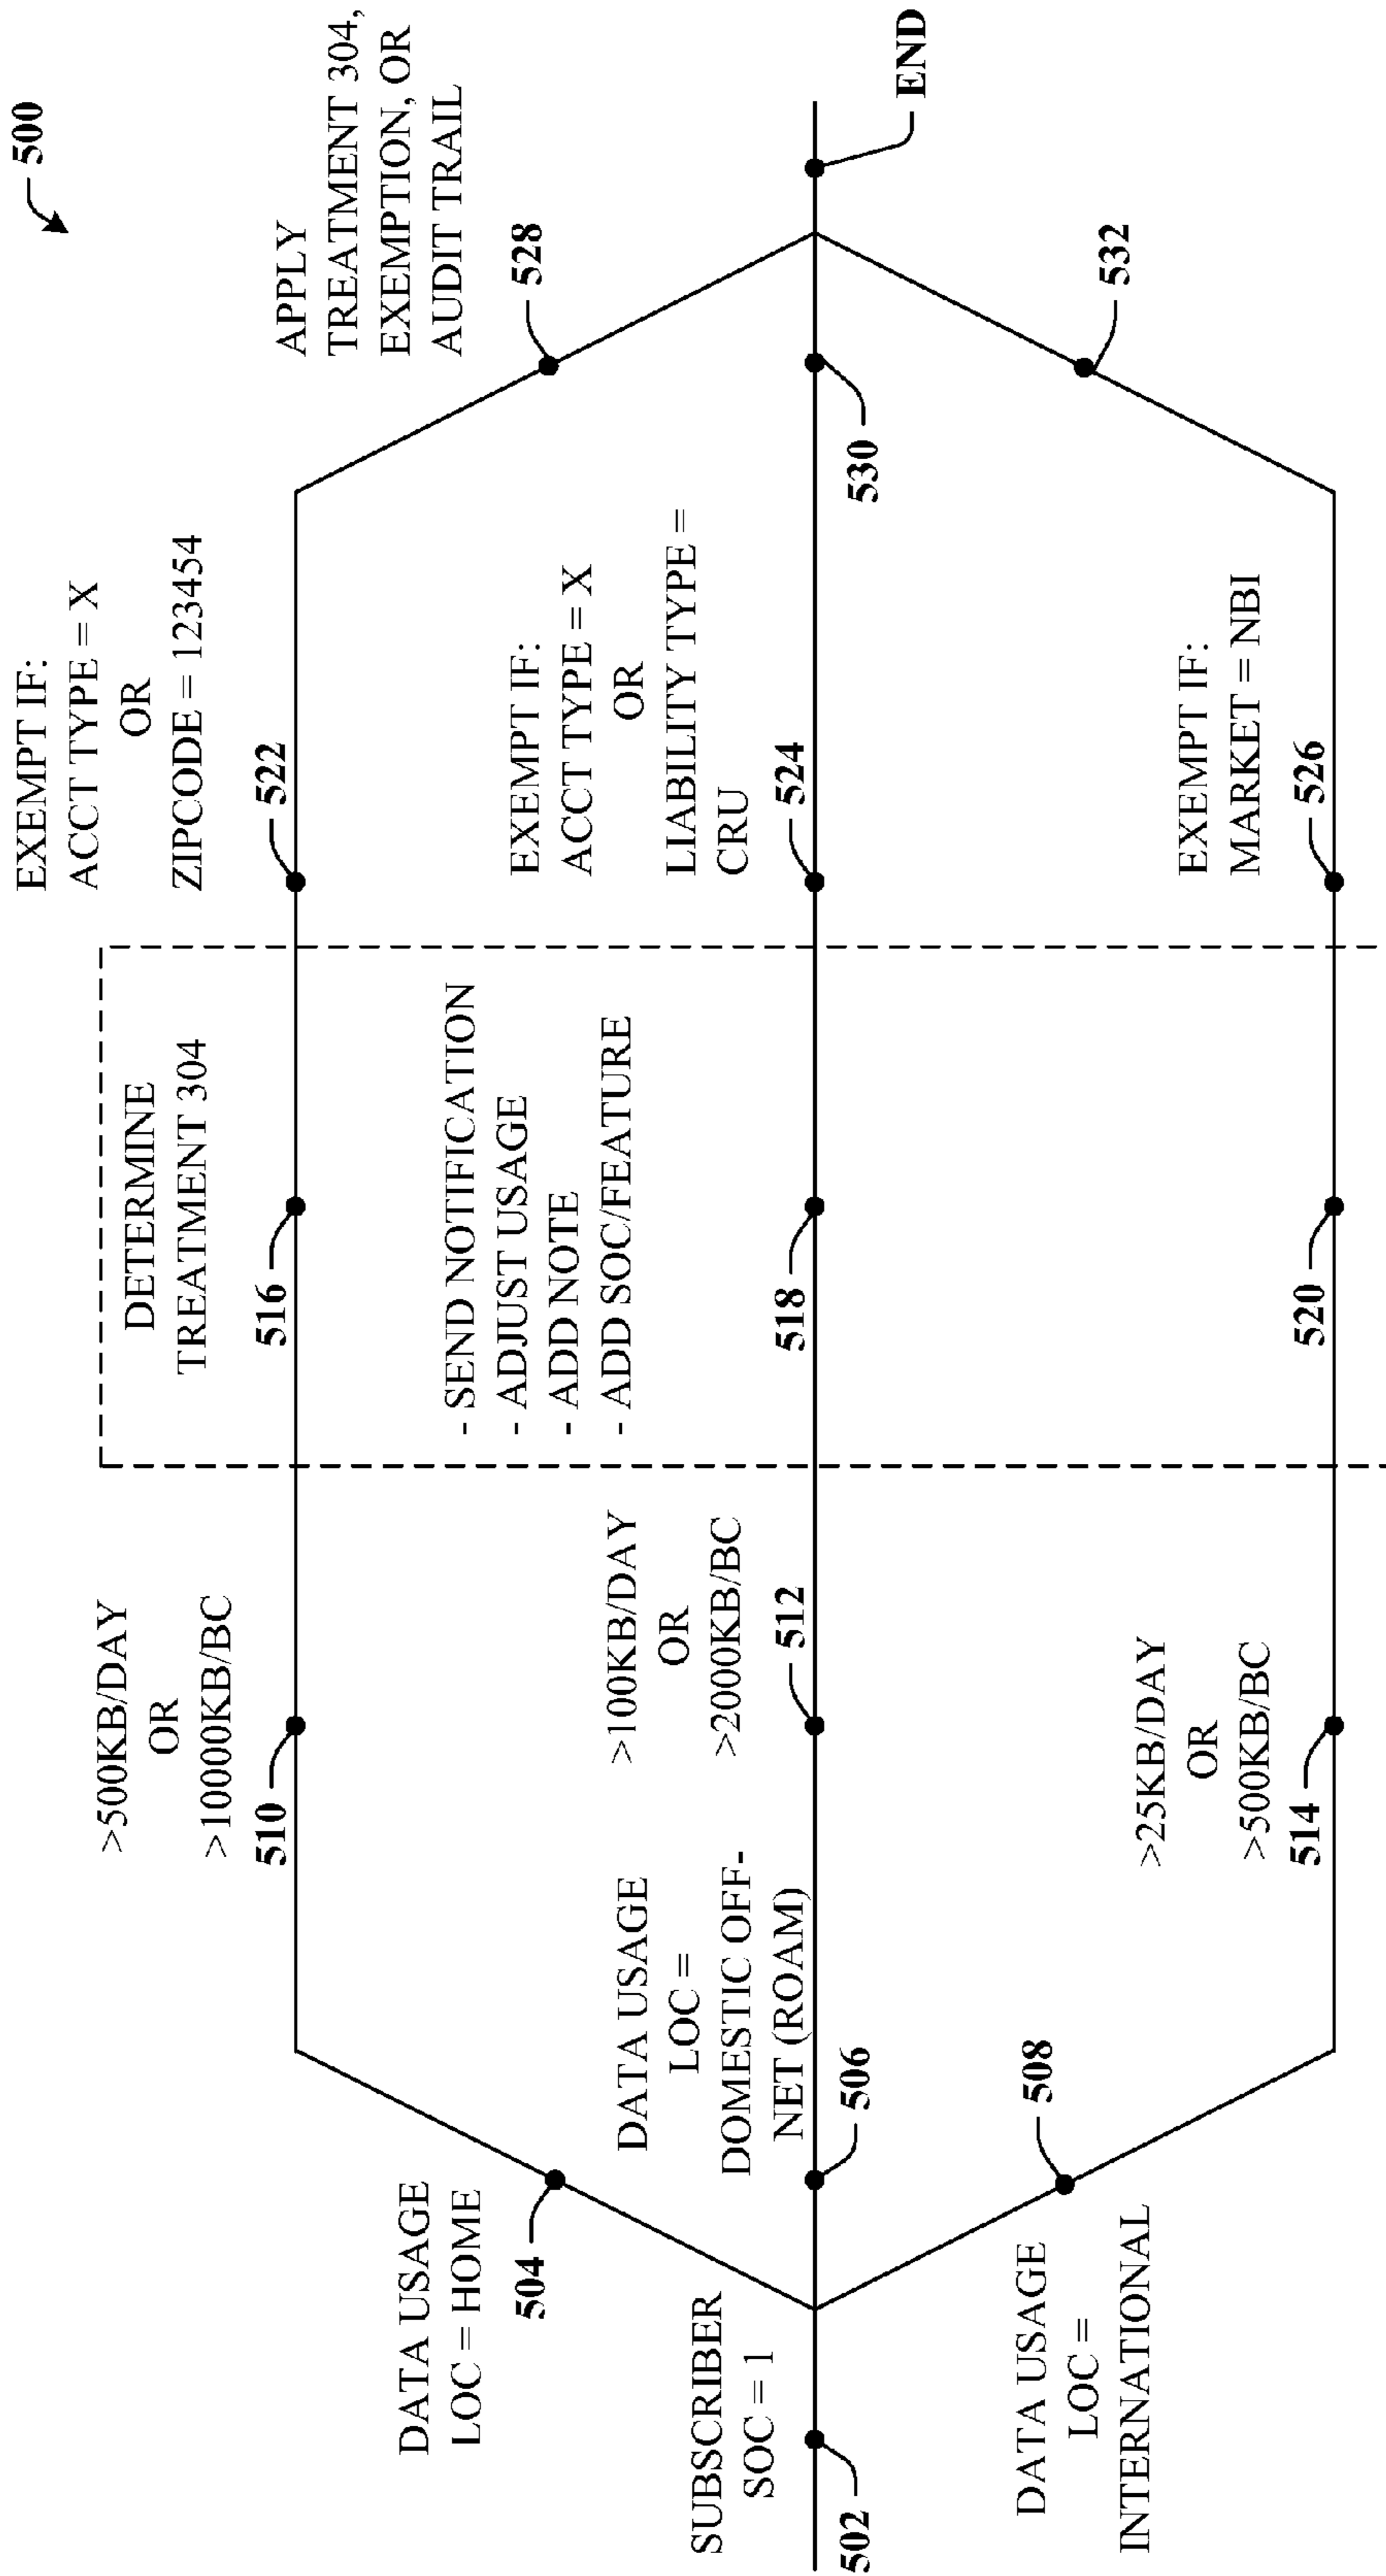 500
DATA USAGE
LOC = HOME
504
SUBSCRIBER
SOC = 1
502
DATA USAGE
LOC =
DOMESTIC OFF-
NET (ROAM)
506
DATA USAGE
LOC =
INTERNATIONAL
508
>500KB/DAY
OR
>10000KB/BC
510
>100KB/DAY
OR
>2000KB/BC
512
>25KB/DAY
OR
>500KB/BC
514
DETERMINE
TREATMENT 304
516
- SEND NOTIFICATION
- ADJUST USAGE
- ADD NOTE
- ADD SOC/FEATURE
518
520
EXEMPT IF:
ACCT TYPE = X
OR
ZIPCODE = 123454
522
EXEMPT IF:
ACCT TYPE = X
OR
LIABILITY TYPE =
CRU
524
EXEMPT IF:
MARKET = NBI
526
APPLY
TREATMENT 304,
EXEMPTION, OR
AUDIT TRAIL
528
530
532
END